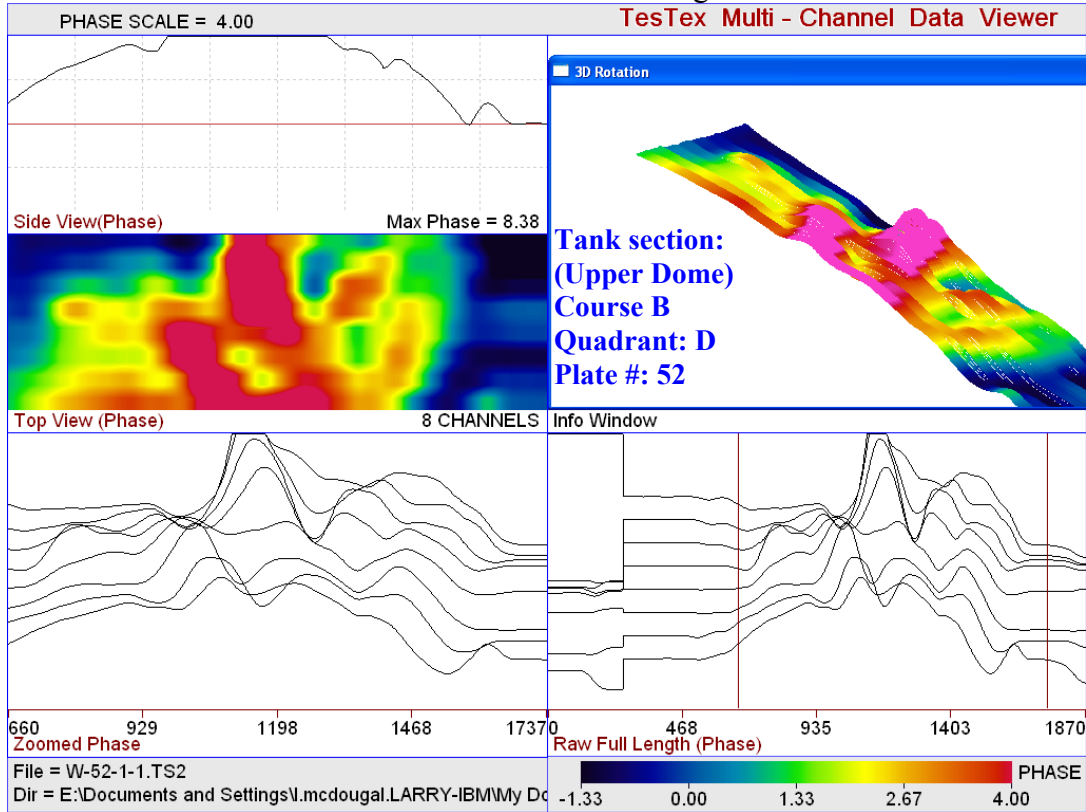 PHASE SCALE = 4.00
TesTex Multi - Channel Data Viewer
3D Rotation
Side View(Phase)
Max Phase = 8.38
Tank section:
(Upper Dome)
Course B
Quadrant: D
Plate #: 52
Top View (Phase)
8 CHANNELS
Info Window
660 929 1198 1468 1737
Zoomed Phase
0 468 935 1403 1870
Raw Full Length (Phase)
File = W-52-1-1.TS2
Dir = E:\Documents and Settings\l.mcdougal.LARRY-IBM\My Do
PHASE
-1.33 0.00 1.33 2.67 4.00